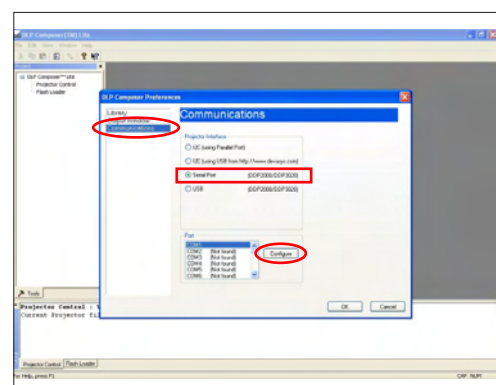 DLP Composer(TM) Lite
File Edit View Window Help
DLP Composer™ Lite
Projector Control
Flash Loader
DLP Composer Preferences
Library
Output Window
Communications
Communications
Projector Interface
I2C (using Parallel Port)
I2C (using USB from http://www.devasys.com)
Serial Port (DDP2000/DDP3020)
USB (DDP2000/DDP3020)
Port
COM1
COM2 (Not found)
COM3 (Not found)
COM4 (Not found)
COM5 (Not found)
COM6 (Not found)
Configure
OK Cancel
Tools
Projector Control :
Current Projector fil
Projector Control Flash Loader
For Help, press F1 CAP NUM